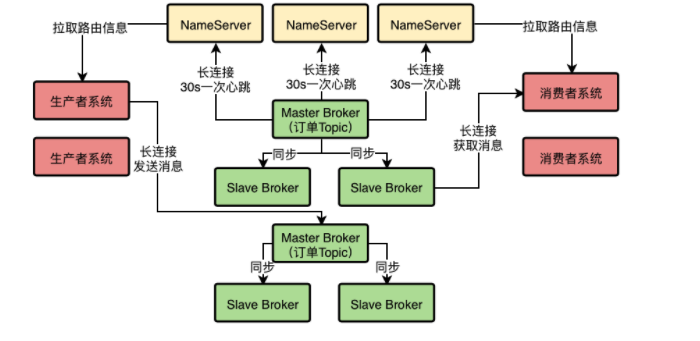 拉取路由信息
NameServer
NameServer
NameServer
拉取路由信息
长连接
30s一次心跳
长连接
30s一次心跳
长连接
30s一次心跳
生产者系统
Master Broker
（订单Topic）
消费者系统
长连接
获取消息
生产者系统
长连接
发送消息
同步
同步
消费者系统
Slave Broker
Slave Broker
Master Broker
（订单Topic）
同步
同步
Slave Broker
Slave Broker